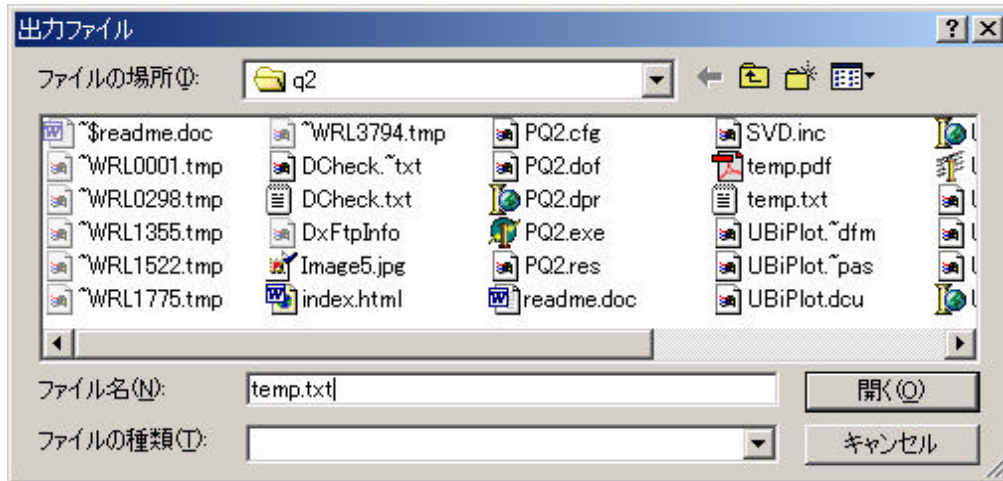 出力ファイル
ファイルの場所(I):
q2
~$readme.doc ~WRL3794.tmp PQ2.cfg SVD.inc
~WRL0001.tmp DCheck.~txt PQ2.dof temp.pdf
~WRL0298.tmp DCheck.txt PQ2.dpr temp.txt
~WRL1355.tmp DxFtpInfo PQ2.exe UBiPlot.~dfm
~WRL1522.tmp Image5.jpg PQ2.res UBiPlot.~pas
~WRL1775.tmp index.html readme.doc UBiPlot.dcu
ファイル名(N):
temp.txt
開く(O)
ファイルの種類(T):
キャンセル